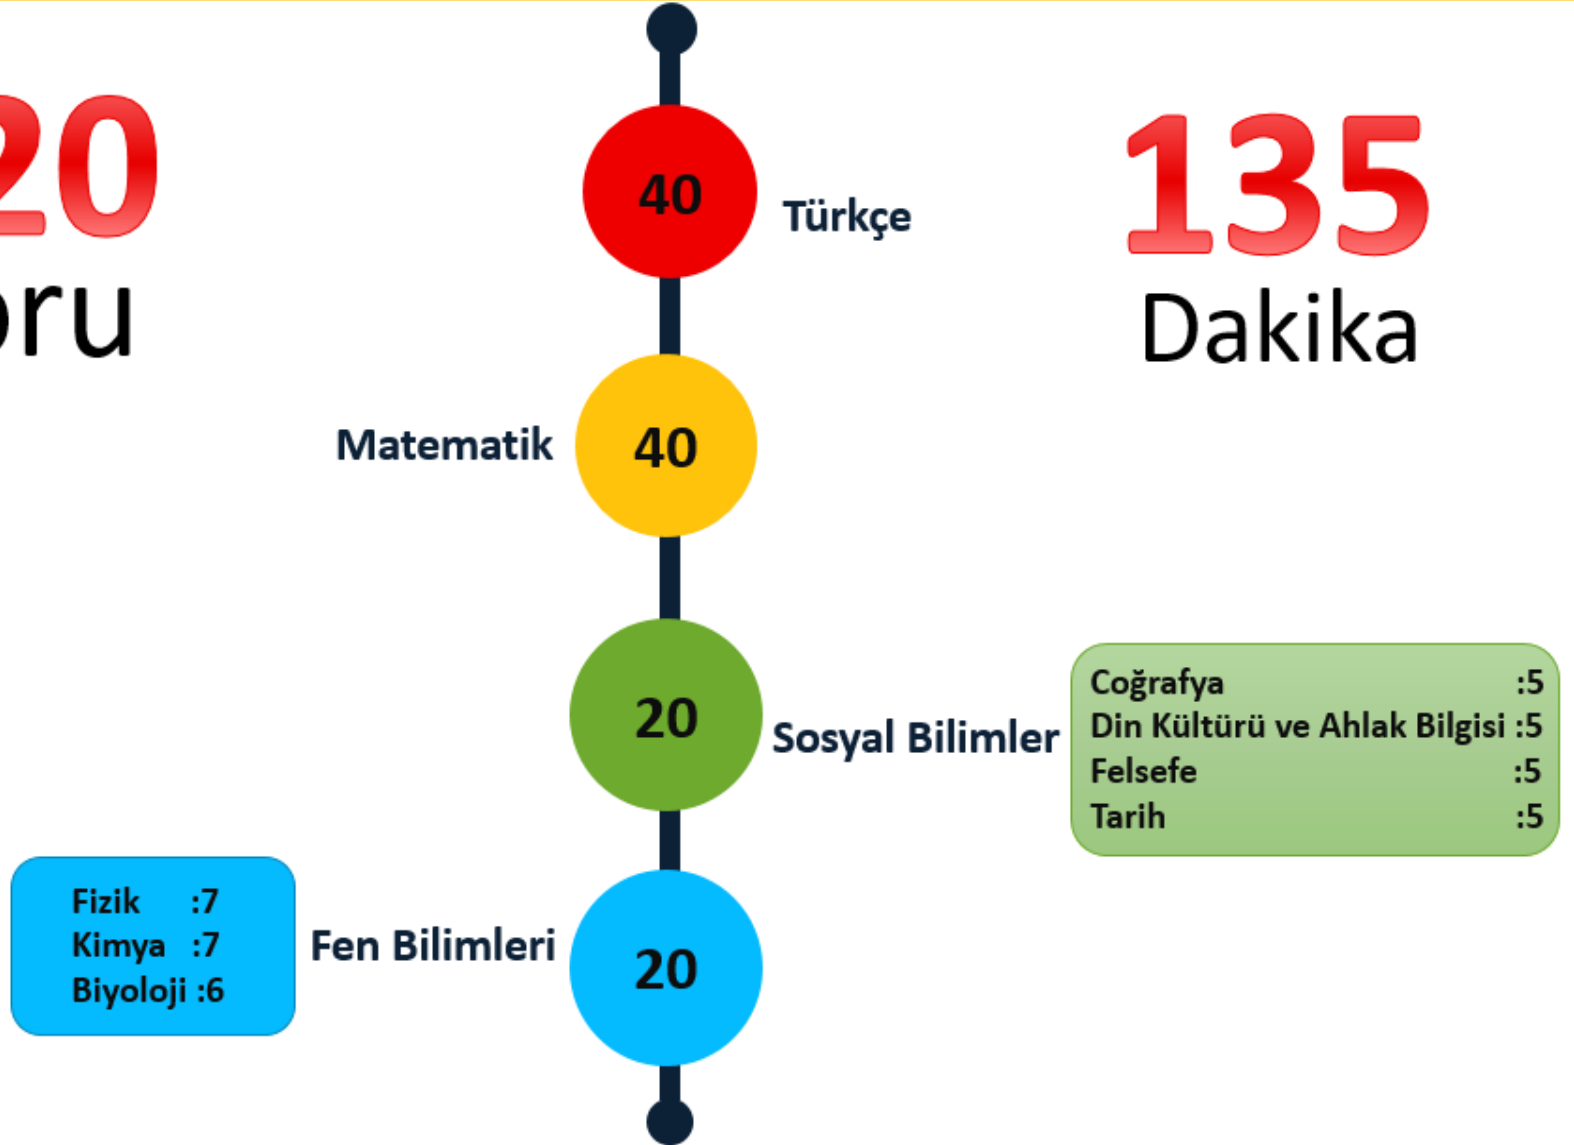 20
oru
40
Türkçe
135
Dakika
Matematik
40
20
Sosyal Bilimler
Coğrafya :5
Din Kültürü ve Ahlak Bilgisi :5
Felsefe :5
Tarih :5
Fizik :7
Kimya :7
Biyoloji :6
Fen Bilimleri
20